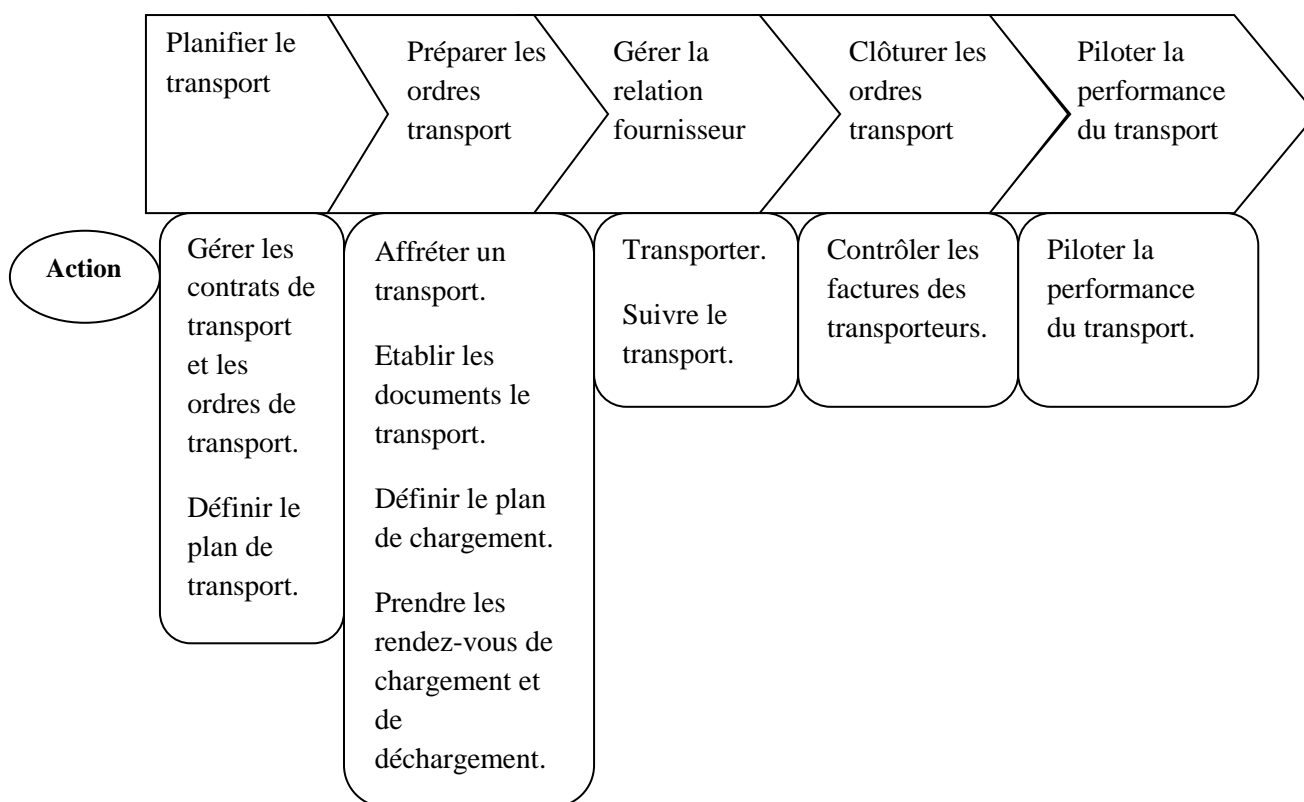 Planifier le
transport
Préparer les
ordres
transport
Gérer la
relation
fournisseur
Clôturer les
ordres
transport
Piloter la
performance
du transport
Action
Gérer les
contrats de
transport
et les
ordres de
transport.
Définir le
plan de
transport.
Affréter un
transport.
Etablir les
documents le
transport.
Définir le plan
de chargement.
Prendre les
rendez-vous de
chargement et
de
déchargement.
Transporter.
Suivre le
transport.
Contrôler les
factures des
transporteurs.
Piloter la
performance
du transport.